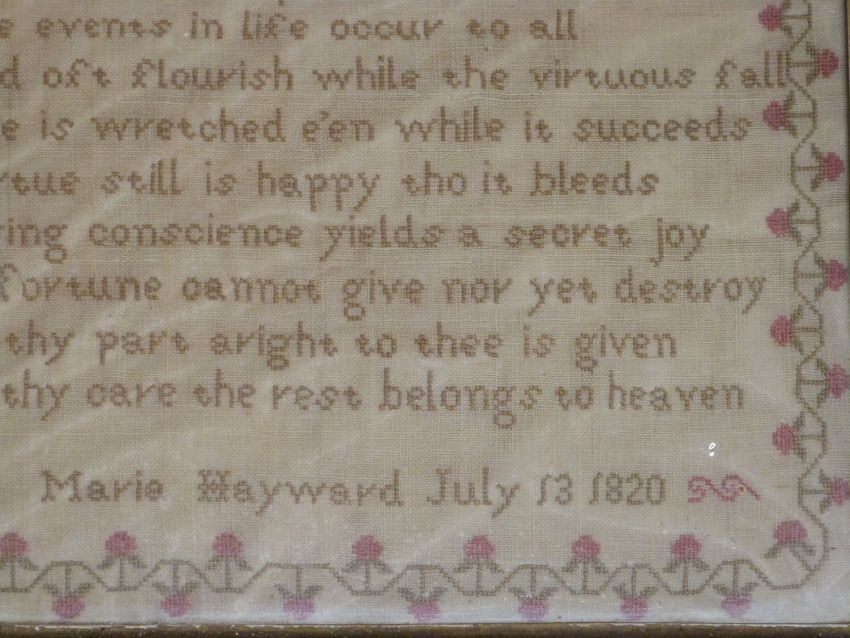 events in life occur to all
oft flourish while the virtuous fall
is wretched e'en while it succeeds
still is happy tho it bleeds
conscience yields a secret joy
fortune cannot give nor yet destroy
thy part aright to thee is given
thy care the rest belongs to heaven
Marie Hayward July 13 1820